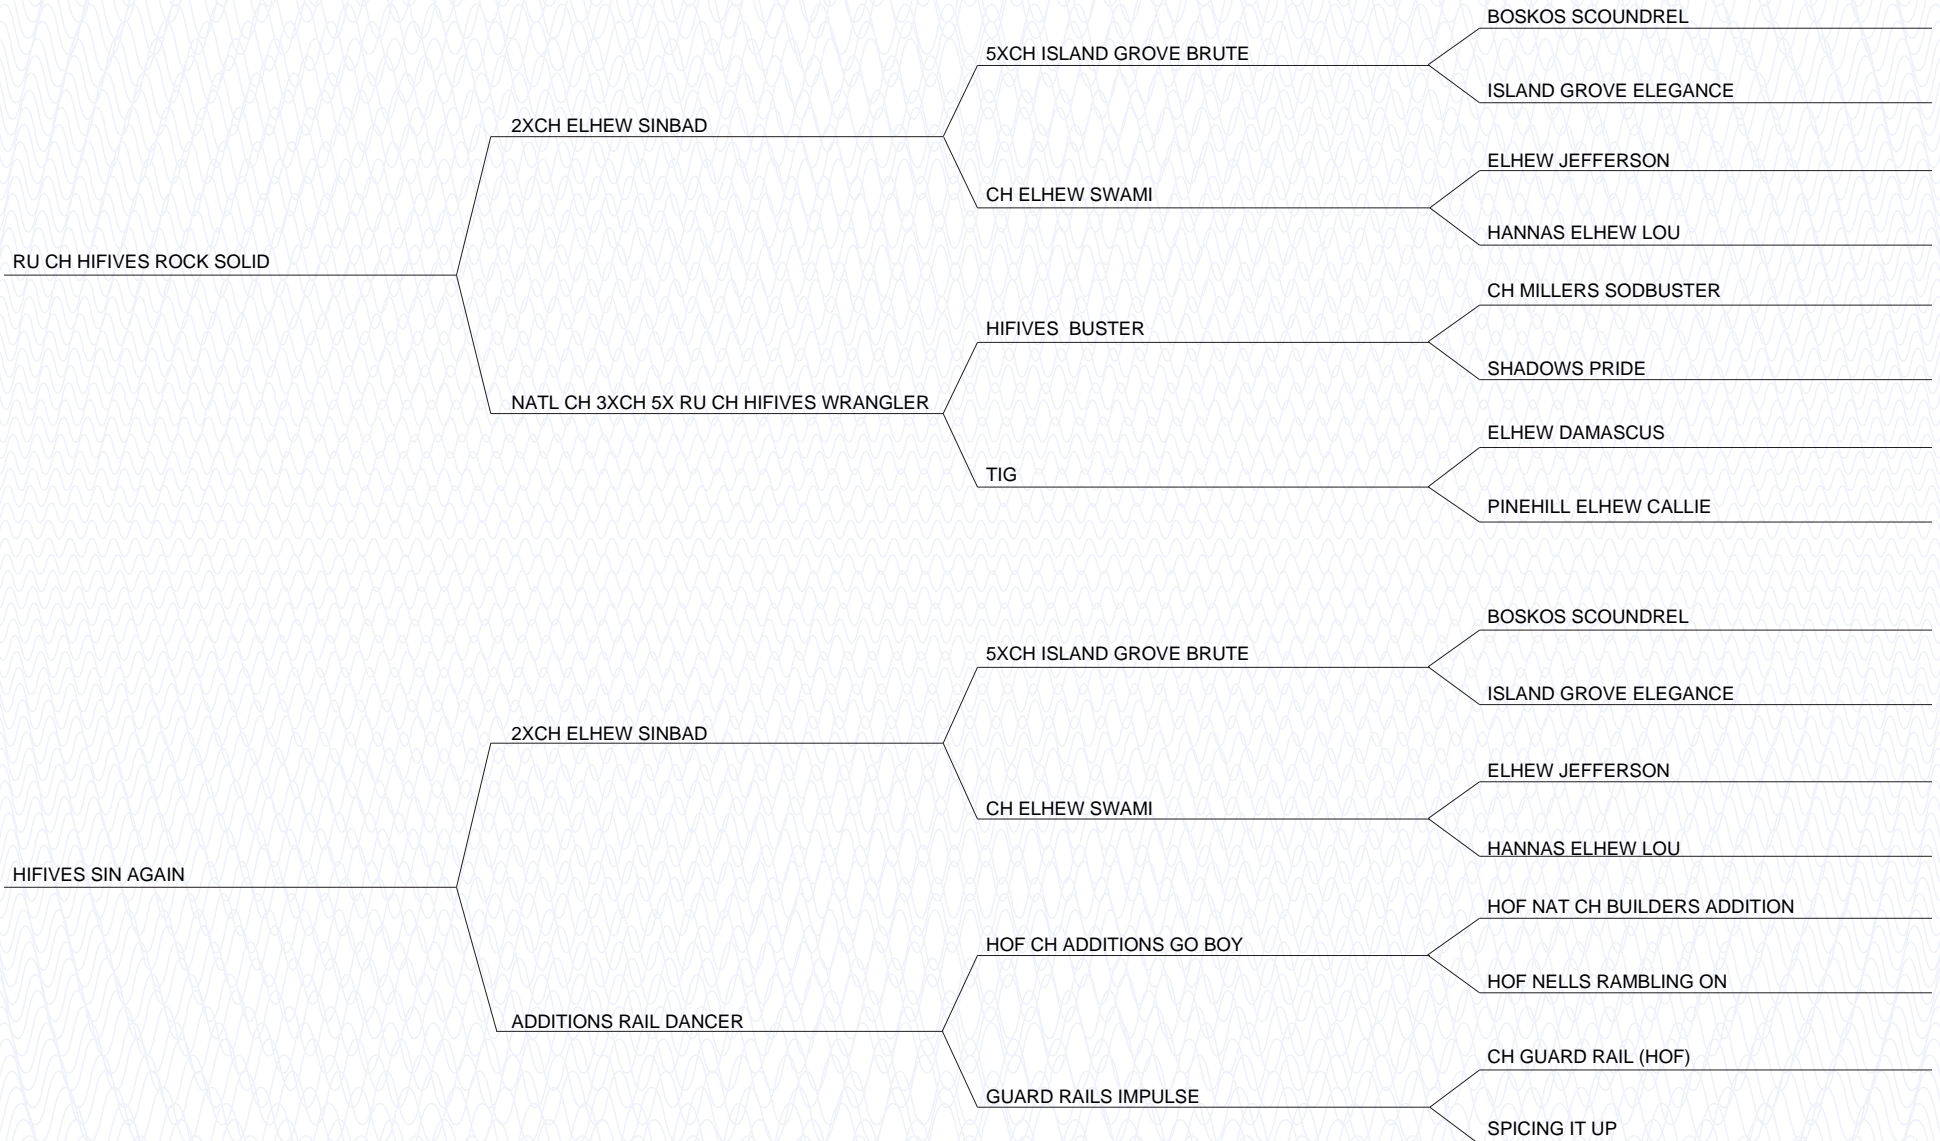 BOSKOS SCOUNDREL
5XCH ISLAND GROVE BRUTE
ISLAND GROVE ELEGANCE
2XCH ELHEW SINBAD
ELHEW JEFFERSON
CH ELHEW SWAMI
HANNAS ELHEW LOU
RU CH HIFIVES ROCK SOLID
CH MILLERS SODBUSTER
HIFIVES  BUSTER
SHADOWS PRIDE
NATL CH 3XCH 5X RU CH HIFIVES WRANGLER
ELHEW DAMASCUS
TIG
PINEHILL ELHEW CALLIE
BOSKOS SCOUNDREL
5XCH ISLAND GROVE BRUTE
ISLAND GROVE ELEGANCE
2XCH ELHEW SINBAD
ELHEW JEFFERSON
CH ELHEW SWAMI
HANNAS ELHEW LOU
HIFIVES SIN AGAIN
HOF NAT CH BUILDERS ADDITION
HOF CH ADDITIONS GO BOY
HOF NELLS RAMBLING ON
ADDITIONS RAIL DANCER
CH GUARD RAIL (HOF)
GUARD RAILS IMPULSE
SPICING IT UP